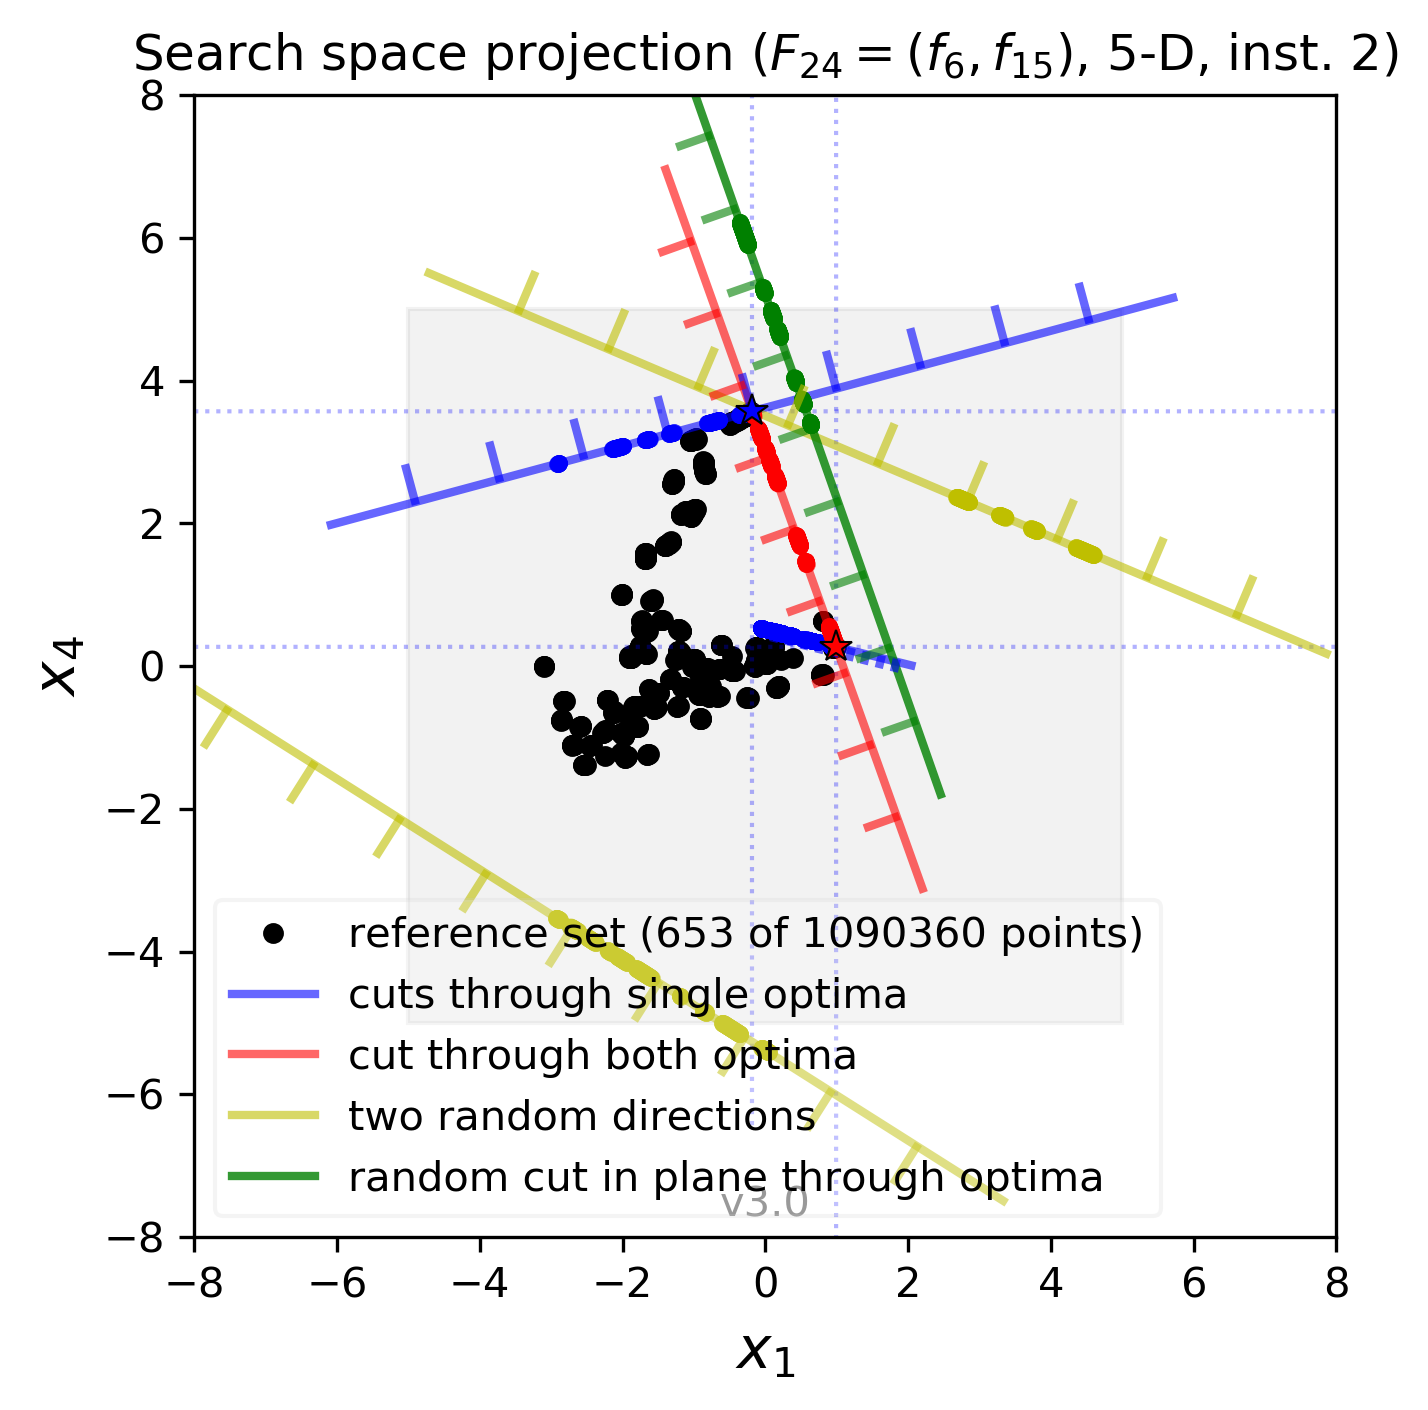 Search space projection (F24 = (f6, f15), 5-D, inst. 2)
8
6
4
2
0
−2
−4
−6
−8
x4
reference set (653 of 1090360 points)
cuts through single optima
cut through both optima
two random directions
random cut in plane through optima
v3.0
−8 −6 −4 −2 0 2 4 6 8
x1